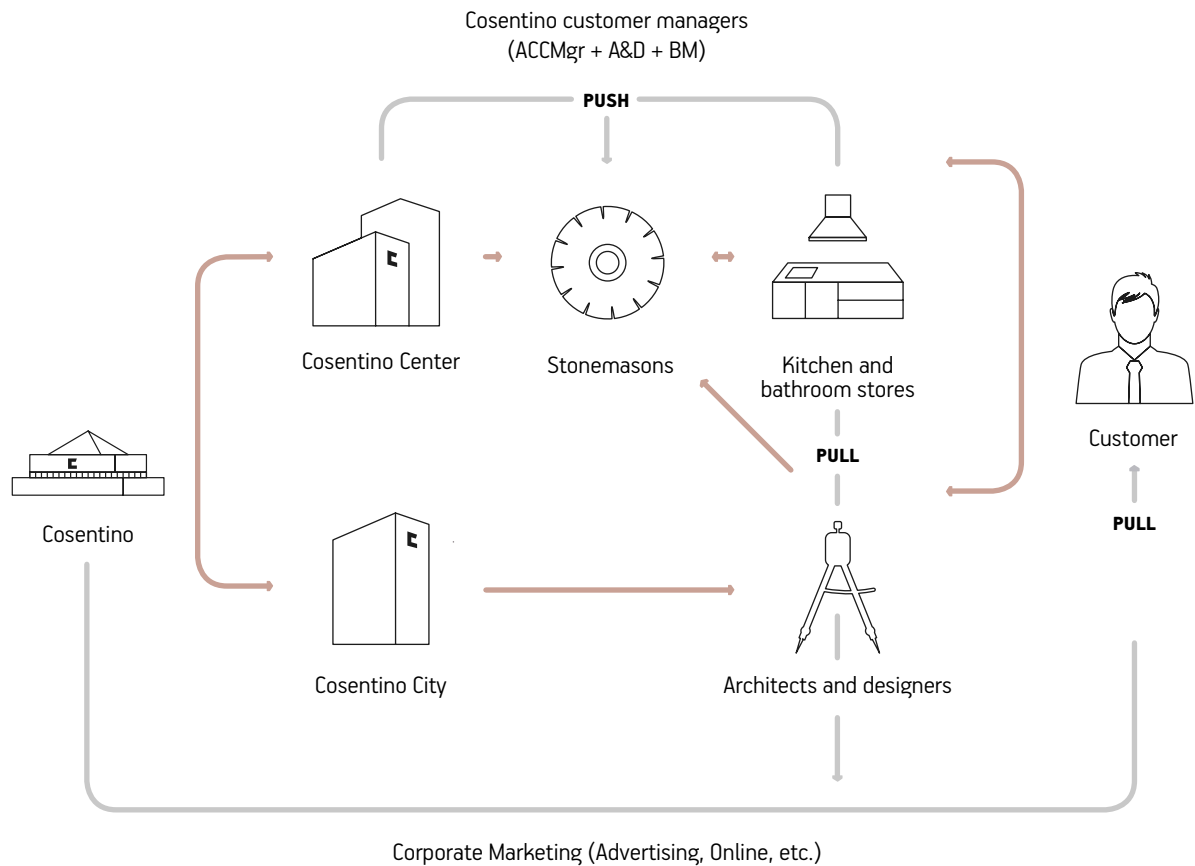 Cosentino customer managers
(ACCMgr + A&D + BM)
PUSH
Cosentino Center
Stonemasons
Kitchen and
bathroom stores
Customer
PULL
Cosentino
PULL
Cosentino City
Architects and designers
Corporate Marketing (Advertising, Online, etc.)